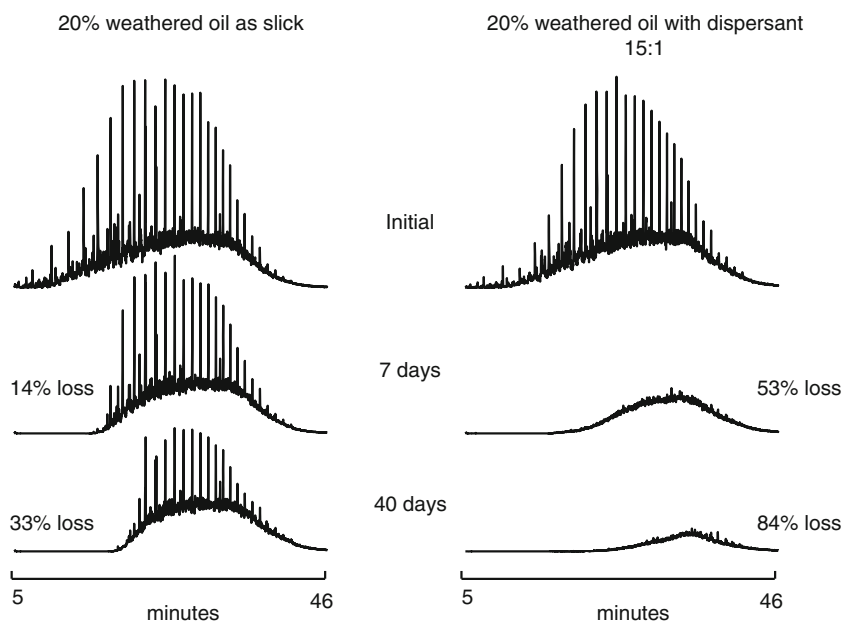 20% weathered oil as slick
20% weathered oil with dispersant
15:1
Initial
14% loss
7 days
53% loss
33% loss
40 days
84% loss
5
46
minutes
5
46
minutes